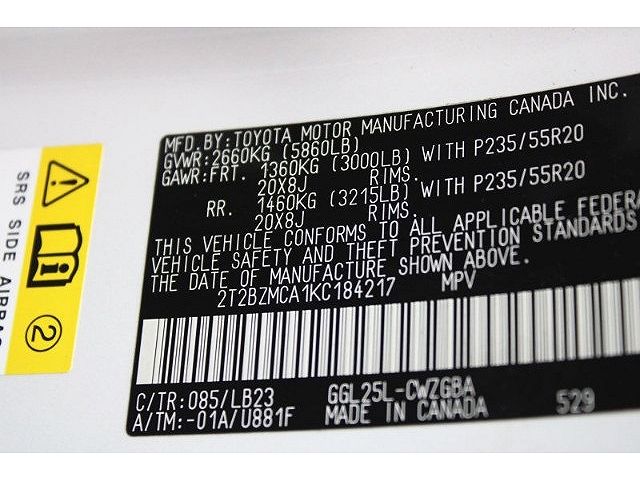 MFD.BY:TOYOTA MOTOR MANUFACTURING CANADA INC.
GVWR:2660KG (5860LB)
GAWR:FRT. 1360KG (3000LB) WITH P235/55R20
20X8J RIMS.
RR. 1460KG (3215LB) WITH P235/55R20
20X8J RIMS.
THIS VEHICLE CONFORMS TO ALL APPLICABLE FEDERA
VEHICLE SAFETY AND THEFT PREVENTION STANDARDS
THE DATE OF MANUFACTURE SHOWN ABOVE.
2T2BZMCA1KC184217 MPV
C/TR:085/LB23 GGL25L-CWZGBA
A/TM:-01A/U881F MADE IN CANADA 529
SRS SIDE AIRBAG
2